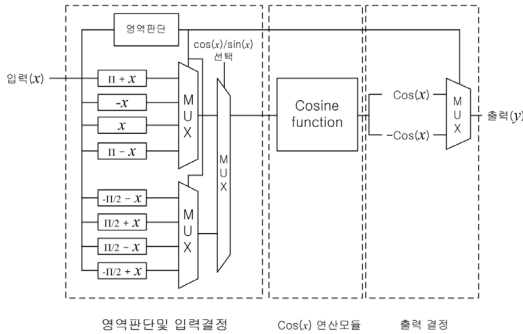 영역판단
cos(x)/sin(x)
선택
입력(x)
Π + x
-x
x
Π − x
MUX
-Π/2 − x
Π/2 + x
Π/2 − x
-Π/2 + x
MUX
MUX
Cosine
function
Cos(x)
-Cos(x)
MUX
출력(y)
영역판단및 입력결정
Cos(x) 연산모듈
출력 결정